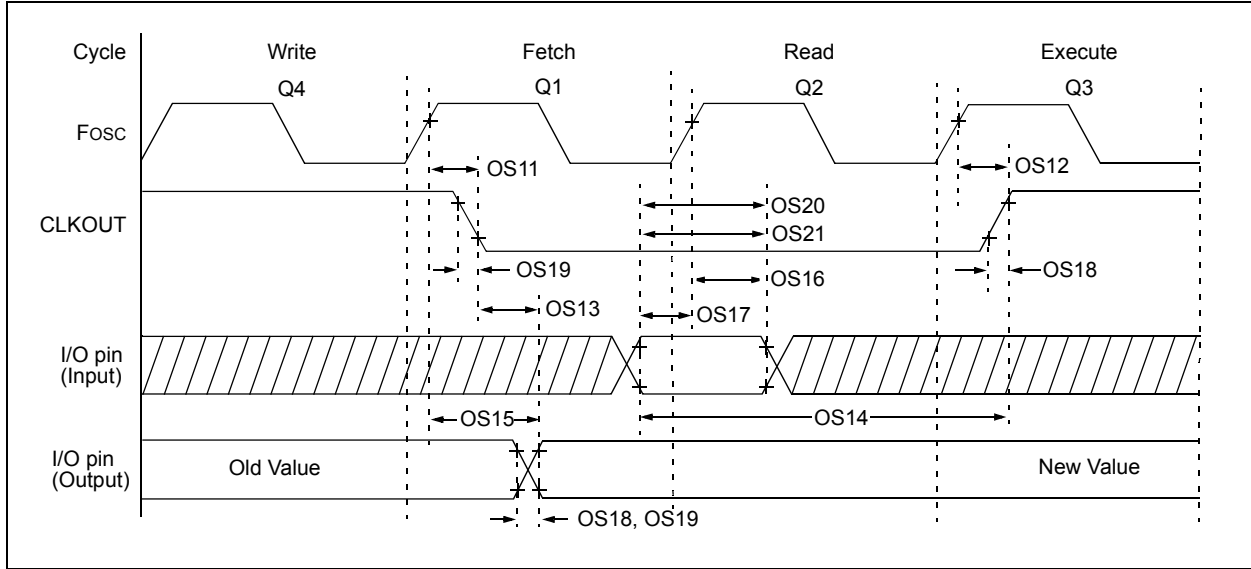 Cycle Write Fetch Read Execute
Q4 Q1 Q2 Q3
FOSC
OS11 OS12
OS20
CLKOUT
OS21
OS19 OS16 OS18
OS13 OS17
I/O pin
(Input)
OS15 OS14
I/O pin
(Output)
Old Value New Value
OS18, OS19